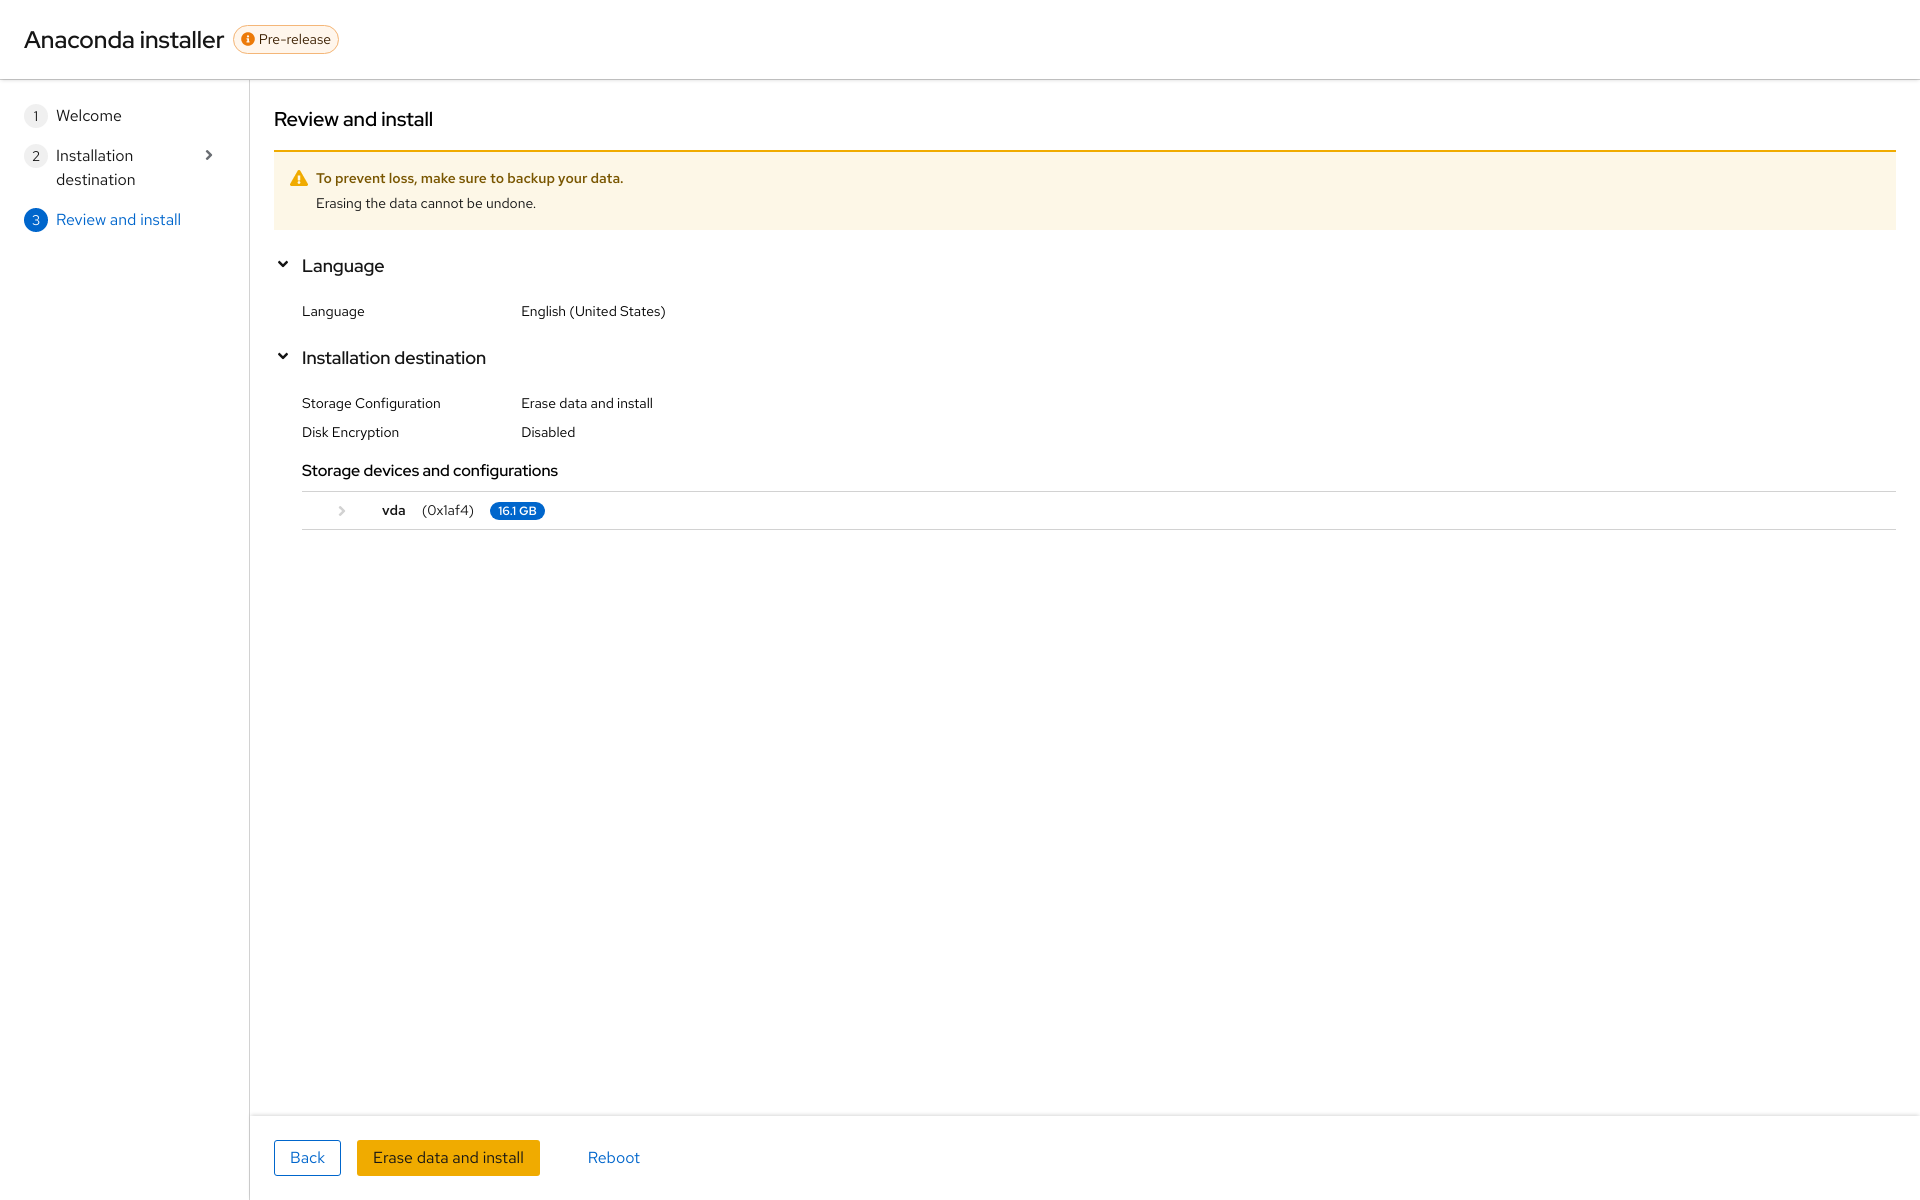 Anaconda installer
Pre-release
1 Welcome
2 Installation
destination
3 Review and install
Review and install
To prevent loss, make sure to backup your data.
Erasing the data cannot be undone.
Language
Language English (United States)
Installation destination
Storage Configuration Erase data and install
Disk Encryption Disabled
Storage devices and configurations
vda (0x1af4) 16.1 GB
Back Erase data and install Reboot